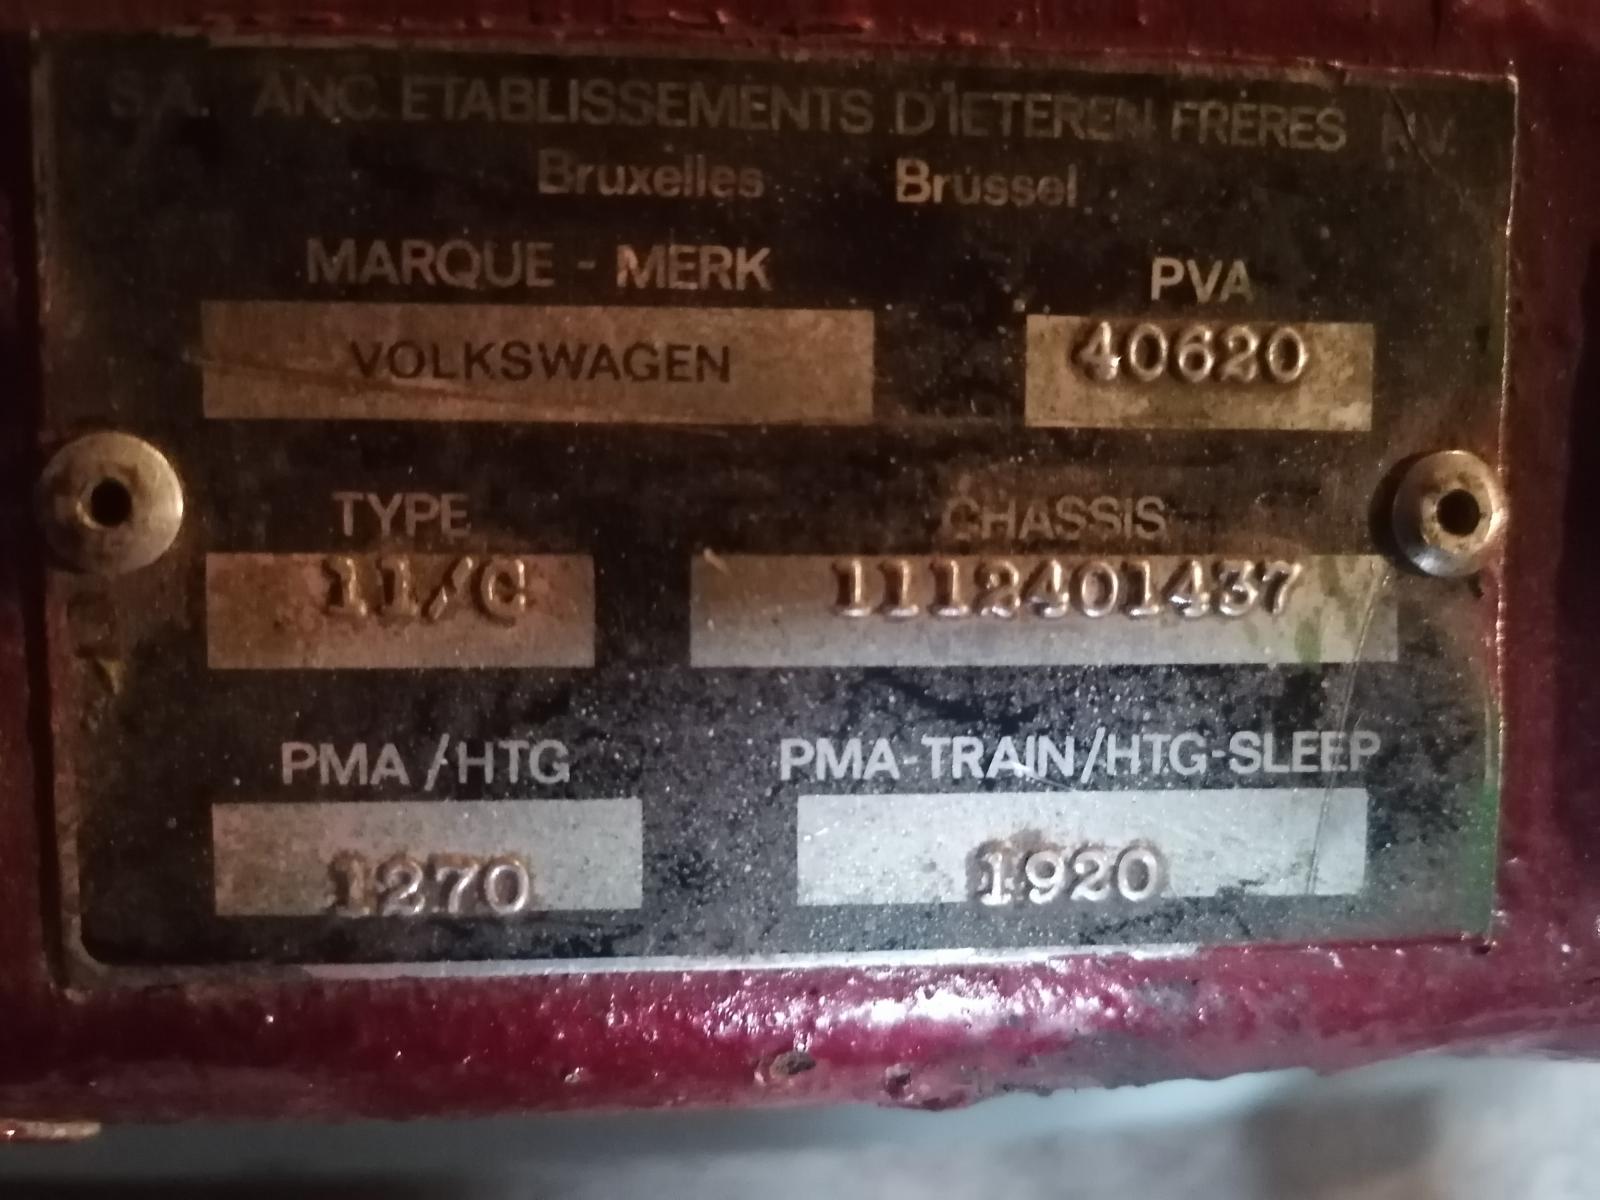 S.A. ANC. ETABLISSEMENTS D'IETEREN FRERES N.V.
Bruxelles Brussel
MARQUE - MERK PVA
VOLKSWAGEN 40620
TYPE CHASSIS
11/C 1112401437
PMA/HTG PMA-TRAIN/HTG-SLEEP
1270 1920